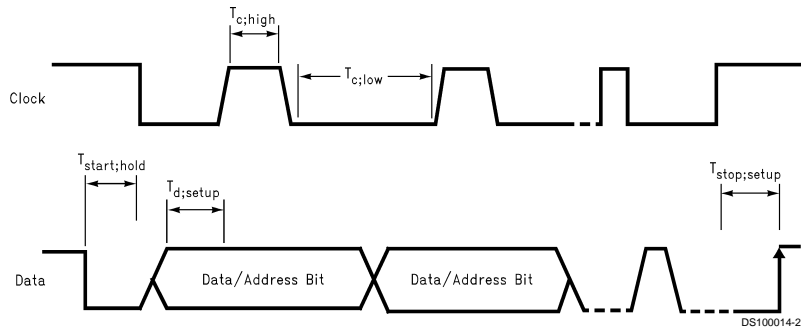 T_c;high
T_c;low
Clock
T_start;hold
T_d;setup
T_stop;setup
Data
Data/Address Bit
Data/Address Bit
DS100014-2